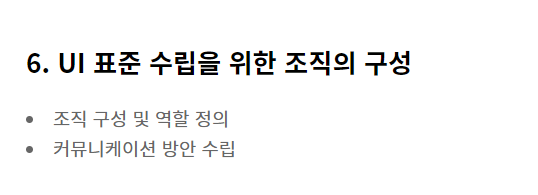 6. UI 표준 수립을 위한 조직의 구성
• 조직 구성 및 역할 정의
• 커뮤니케이션 방안 수립